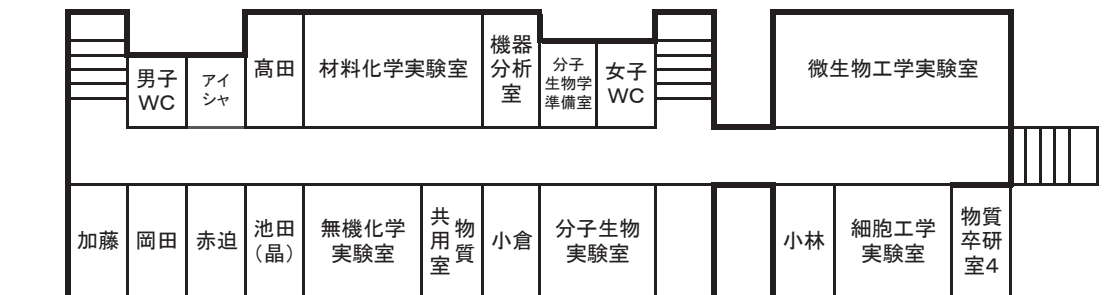 男子
WC
アイ
シャ
髙田
材料化学実験室
機器
分析
室
分子
生物学
準備室
女子
WC
微生物工学実験室
加藤
岡田
赤迫
池田
（晶）
無機化学
実験室
物質
共用室
小倉
分子生物
実験室
小林
細胞工学
実験室
物質
卒研
室4